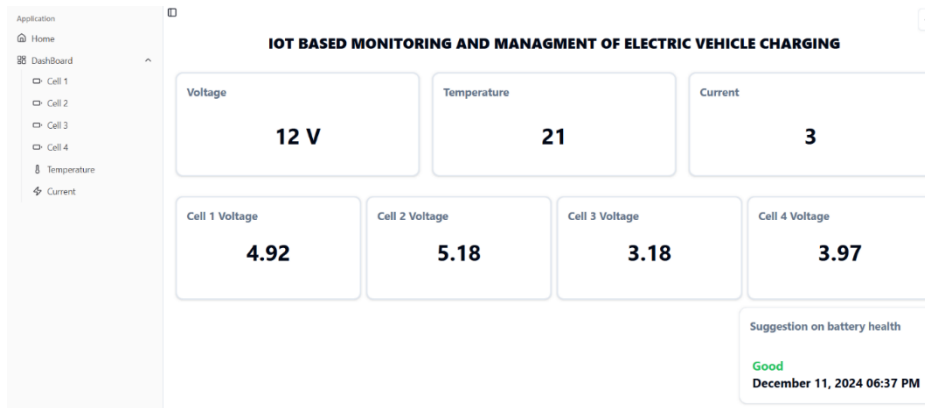 Application
Home
DashBoard
Cell 1
Cell 2
Cell 3
Cell 4
Temperature
Current
IOT BASED MONITORING AND MANAGMENT OF ELECTRIC VEHICLE CHARGING
Voltage
12 V
Temperature
21
Current
3
Cell 1 Voltage
4.92
Cell 2 Voltage
5.18
Cell 3 Voltage
3.18
Cell 4 Voltage
3.97
Suggestion on battery health
Good
December 11, 2024 06:37 PM